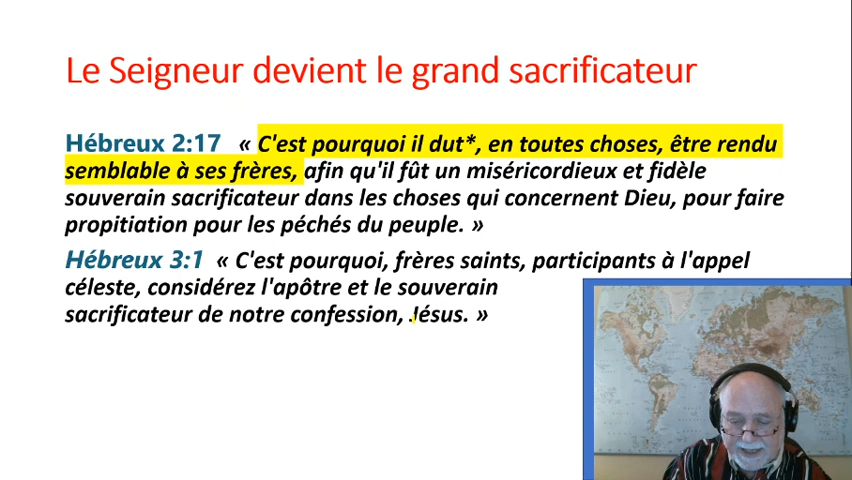 Le Seigneur devient le grand sacrificateur
Hébreux 2:17 « C'est pourquoi il dut*, en toutes choses, être rendu
semblable à ses frères, afin qu'il fût un miséricordieux et fidèle
souverain sacrificateur dans les choses qui concernent Dieu, pour faire
propitiation pour les péchés du peuple. »
Hébreux 3:1 « C'est pourquoi, frères saints, participants à l'appel
céleste, considérez l'apôtre et le souverain
sacrificateur de notre confession, Jésus. »